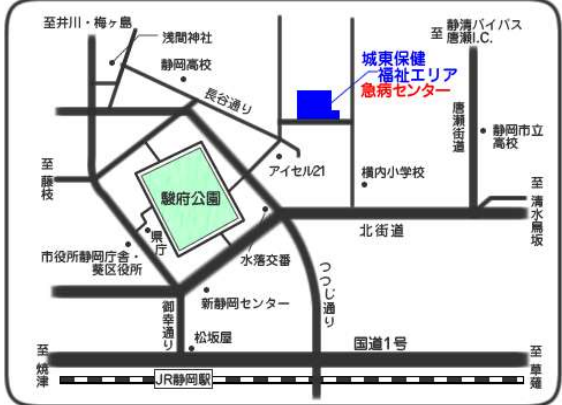 至井川・梅ヶ島
浅間神社
静岡高校
長谷通り
城東保健
福祉エリア
急病センター
至
静清バイパス
唐瀬I.C.
唐瀬街道
静岡市立
高校
至
藤枝
駿府公園
アイセル21
横内小学校
至
清水鳥坂
県庁
市役所静岡庁舎・
葵区役所
水落交番
北街道
つつじ通り
新静岡センター
御幸通り
松坂屋
国道1号
至
焼津
至
草薙
JR静岡駅